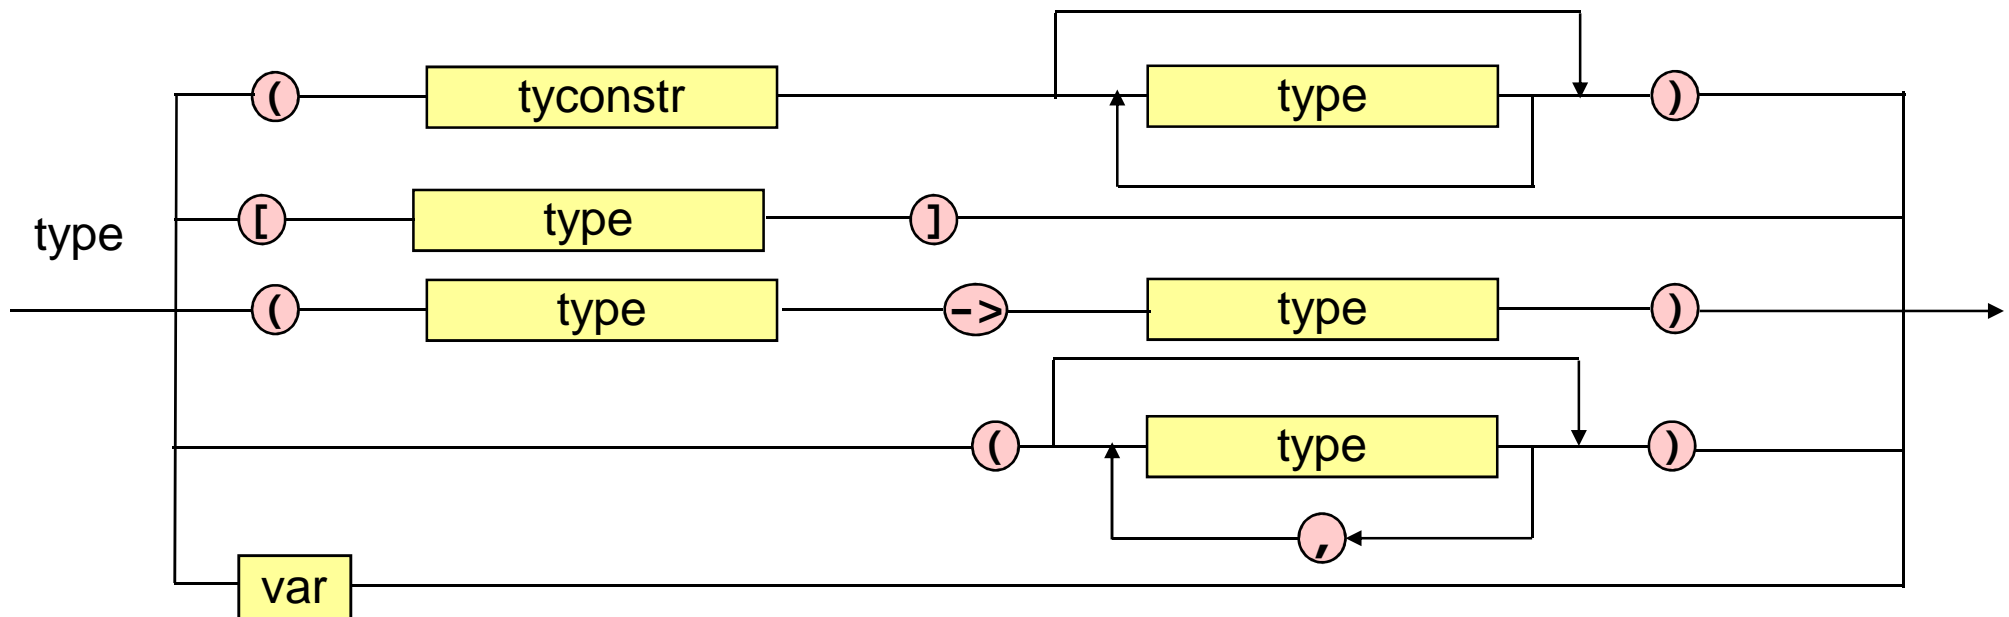 ( tyconstr type )
[ type ]
type
( type -> type )
( type )
,
var